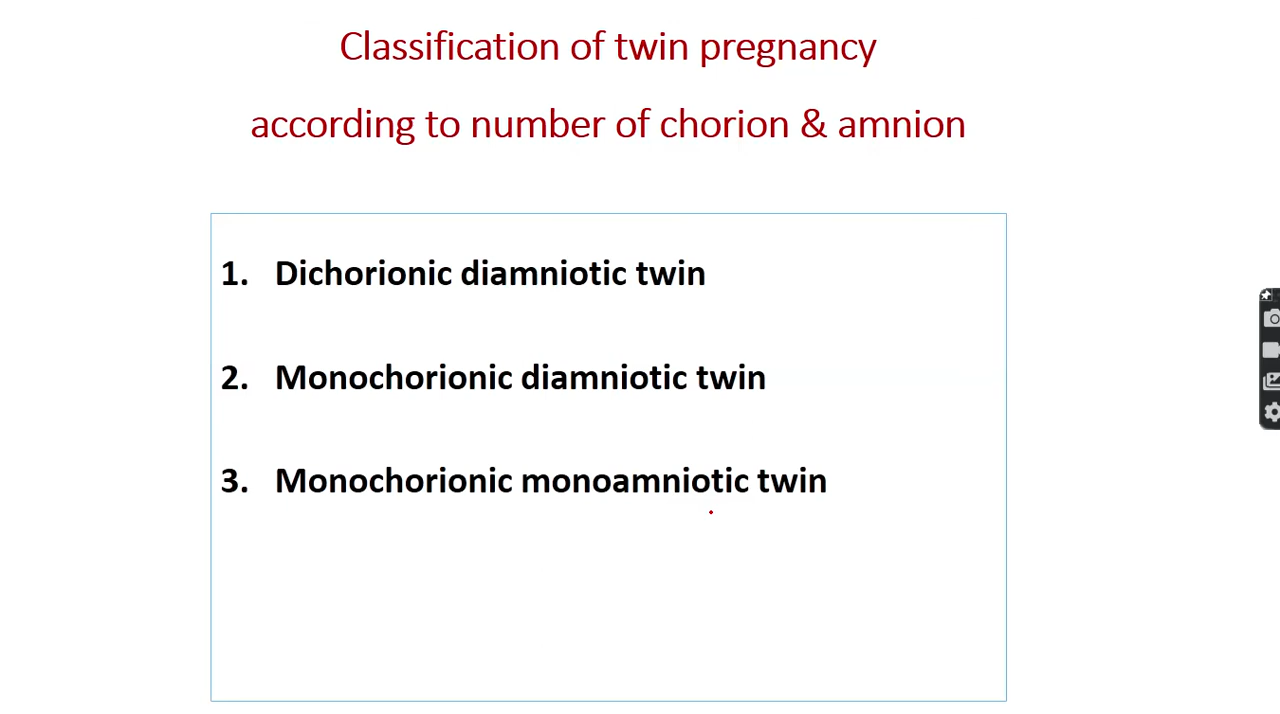 Classification of twin pregnancy
according to number of chorion & amnion
1. Dichorionic diamniotic twin
2. Monochorionic diamniotic twin
3. Monochorionic monoamniotic twin